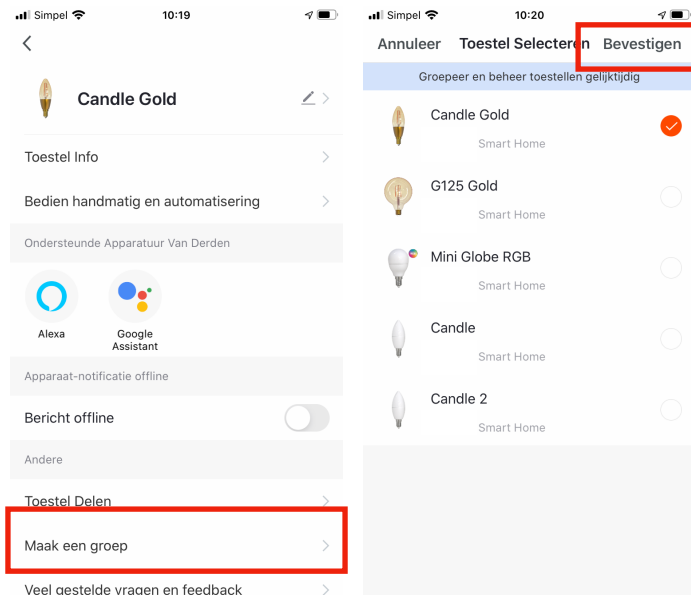 Simpel 10:19
Candle Gold
Toestel Info
Bedien handmatig en automatisering
Ondersteunde Apparatuur Van Derden
Alexa
Google
Assistant
Apparaat-notificatie offline
Bericht offline
Andere
Toestel Delen
Maak een groep
Veel gestelde vragen en feedback
Simpel 10:20
Annuleer Toestel Selecteren Bevestigen
Groepeer en beheer toestellen gelijktijdig
Candle Gold
Smart Home
G125 Gold
Smart Home
Mini Globe RGB
Smart Home
Candle
Smart Home
Candle 2
Smart Home